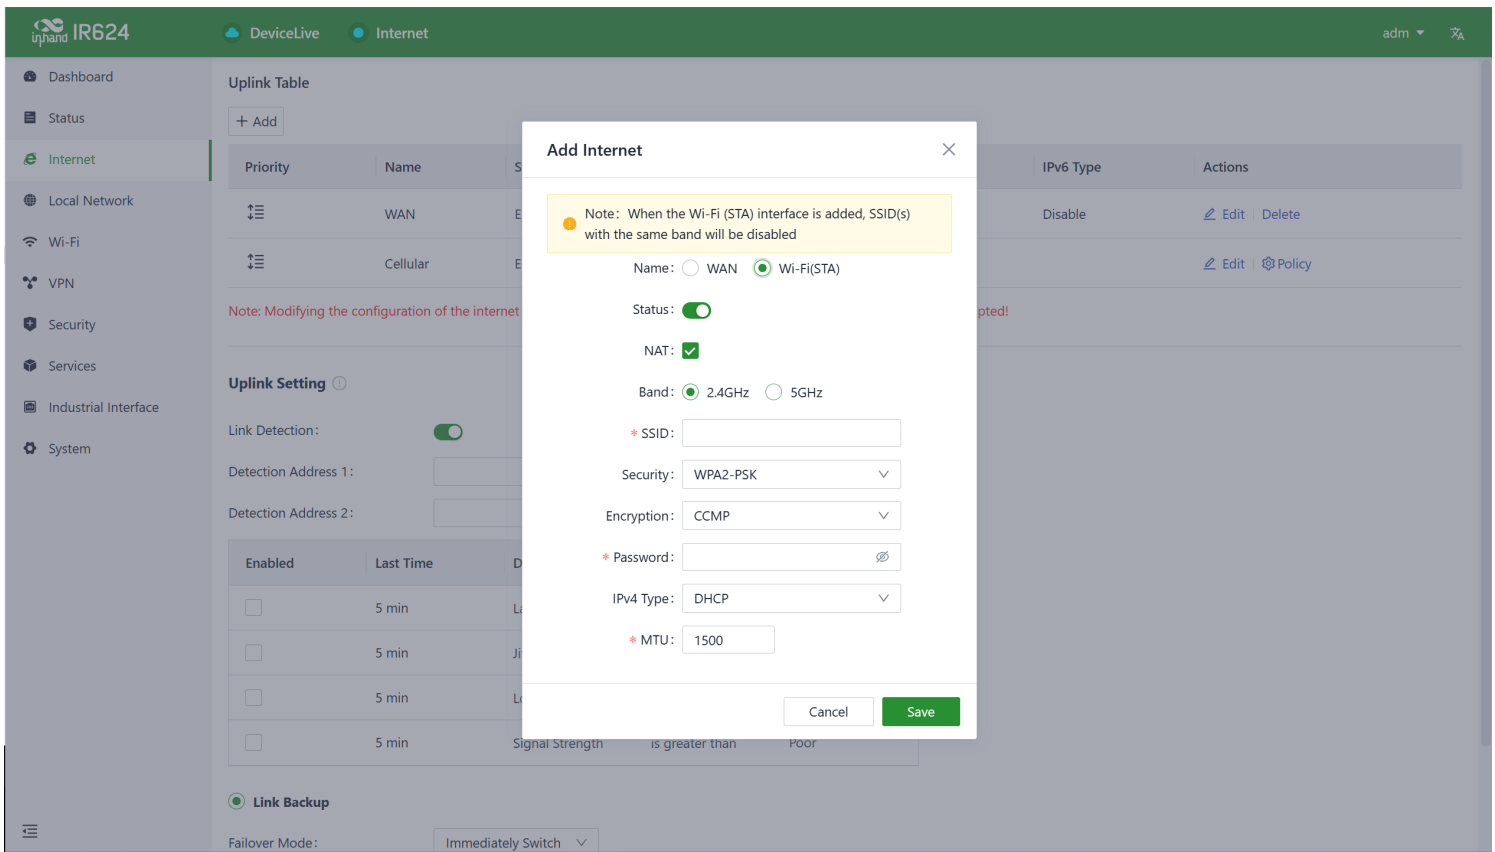 inhand IR624
DeviceLive
Internet
adm
Dashboard
Status
Internet
Local Network
Wi-Fi
VPN
Security
Services
Industrial Interface
System
Uplink Table
+ Add
Priority Name S IPv6 Type Actions
WAN E Disable Edit Delete
Cellular E Edit Policy
Note: Modifying the configuration of the internet pted!
Uplink Setting
Link Detection:
Detection Address 1:
Detection Address 2:
Enabled Last Time D
5 min La
5 min Ji
5 min Lo
5 min Signal Strength is greater than Poor
Link Backup
Failover Mode: Immediately Switch
Add Internet
Note: When the Wi-Fi (STA) interface is added, SSID(s)
with the same band will be disabled
Name: WAN Wi-Fi(STA)
Status:
NAT:
Band: 2.4GHz 5GHz
* SSID:
Security: WPA2-PSK
Encryption: CCMP
* Password:
IPv4 Type: DHCP
* MTU: 1500
Cancel Save